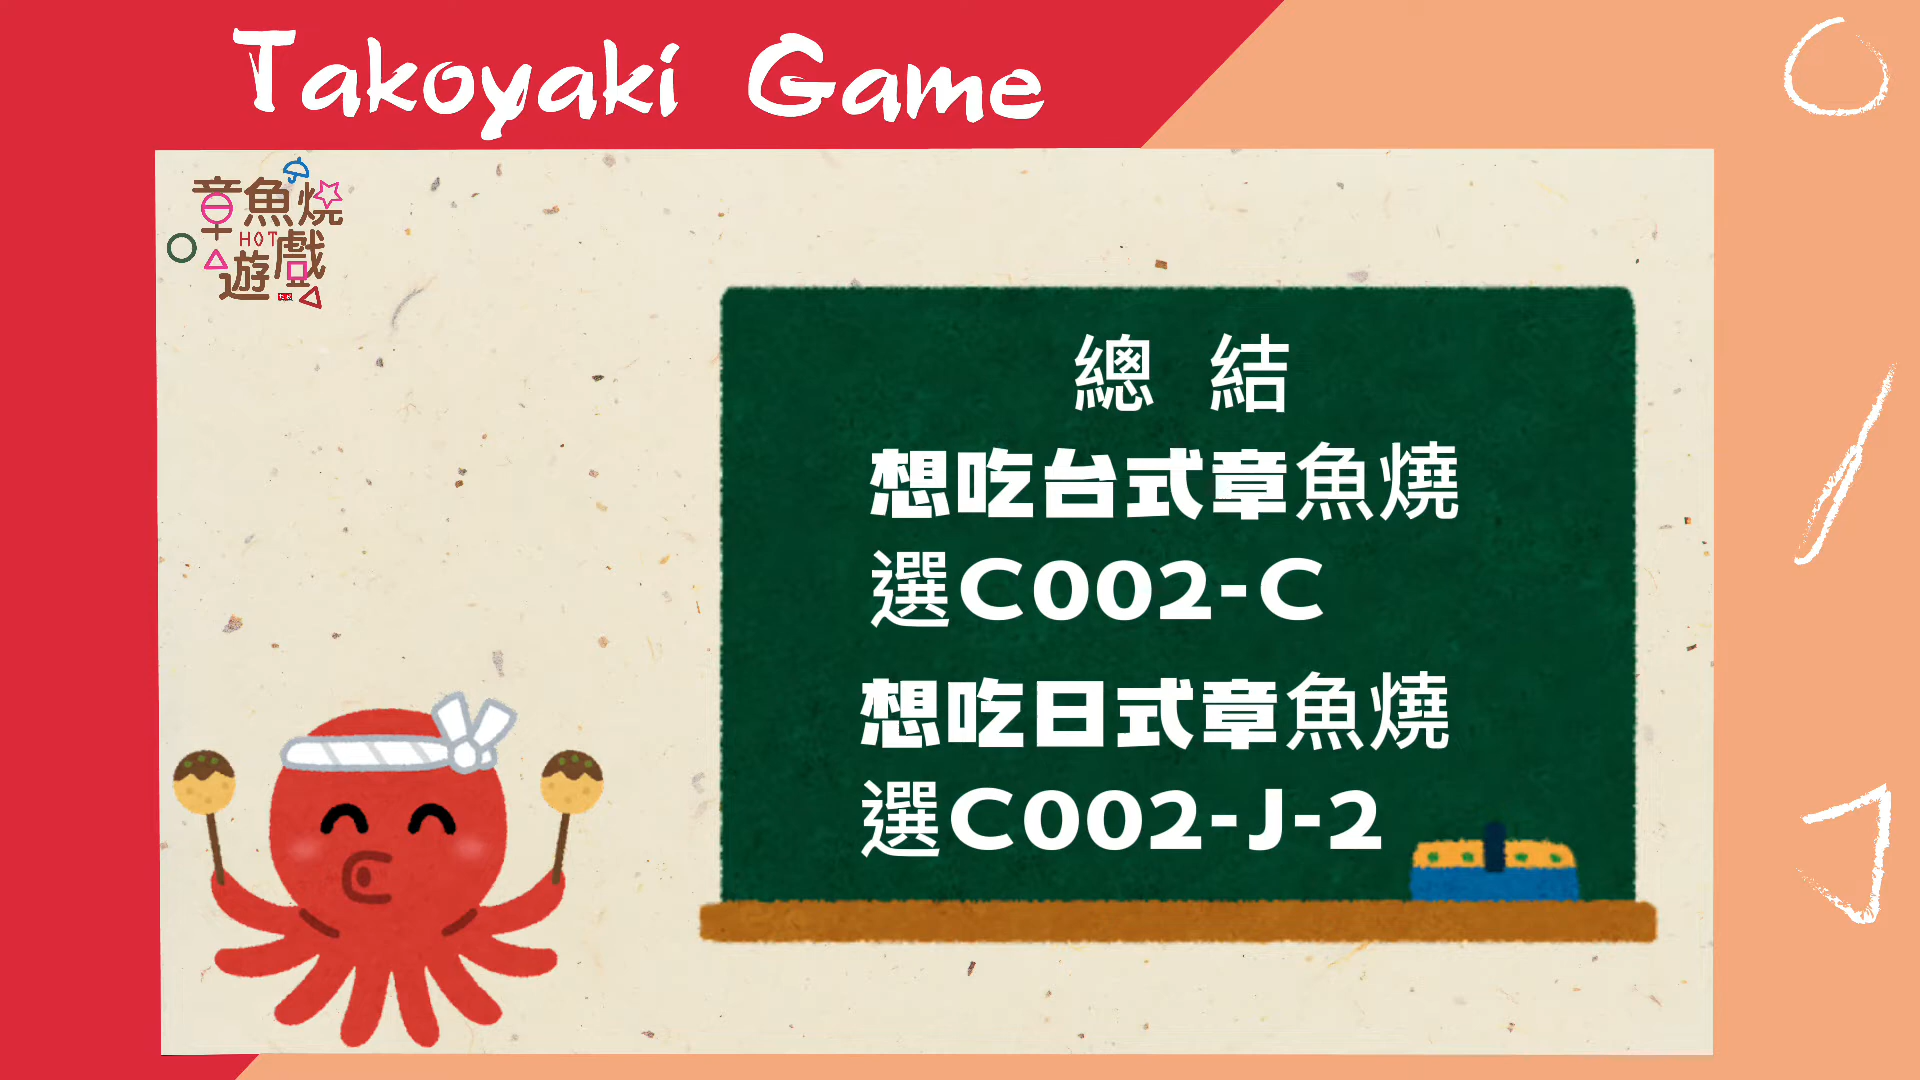 Takoyaki Game
章魚燒
HOT
遊戲
總 結
想吃台式章魚燒
選C002-C
想吃日式章魚燒
選C002-J-2